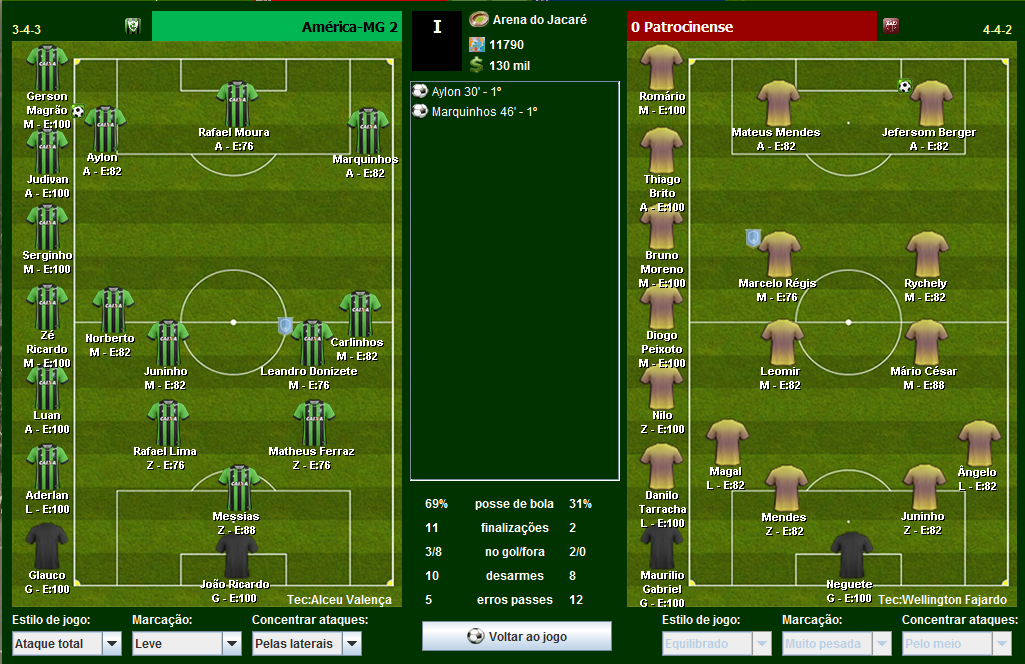 3-4-3
América-MG 2
I
Arena do Jacaré
11790
130 mil
0 Patrocinense
4-4-2
Gerson
Magrão
M - E:100
Judivan
A - E:100
Serginho
M - E:100
Zé
Ricardo
M - E:100
Luan
A - E:100
Aderlan
L - E:100
Glauco
G - E:100
Rafael Moura
A - E:76
Aylon
A - E:82
Marquinhos
A - E:82
Norberto
M - E:82
Carlinhos
M - E:82
Juninho
M - E:82
Leandro Donizete
M - E:76
Rafael Lima
Z - E:76
Matheus Ferraz
Z - E:76
Messias
Z - E:88
João Ricardo
G - E:100
Tec:Alceu Valença
Aylon 30' - 1º
Marquinhos 46' - 1º
69% posse de bola 31%
11 finalizações 2
3/8 no gol/fora 2/0
10 desarmes 8
5 erros passes 12
Romário
M - E:100
Thiago
Brito
A - E:100
Bruno
Moreno
M - E:100
Diogo
Peixoto
M - E:100
Nilo
Z - E:100
Danilo
Tarracha
L - E:100
Maurilio
Gabriel
G - E:100
Mateus Mendes
A - E:82
Jefersom Berger
A - E:82
Marcelo Régis
M - E:76
Rychely
M - E:82
Leomir
M - E:82
Mário César
M - E:88
Magal
L - E:82
Ângelo
L - E:82
Mendes
Z - E:82
Juninho
Z - E:82
Neguete
G - E:100
Tec:Wellington Fajardo
Estilo de jogo: Marcação: Concentrar ataques:
Ataque total Leve Pelas laterais
Voltar ao jogo
Estilo de jogo: Marcação: Concentrar ataques:
Equilibrado Muito pesada Pelo meio